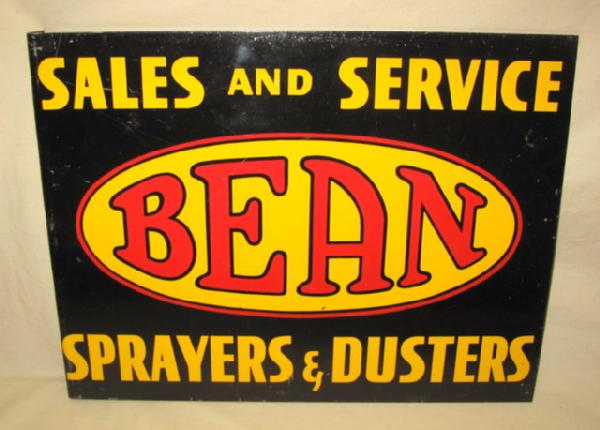 SALES AND SERVICE
BEAN
SPRAYERS & DUSTERS